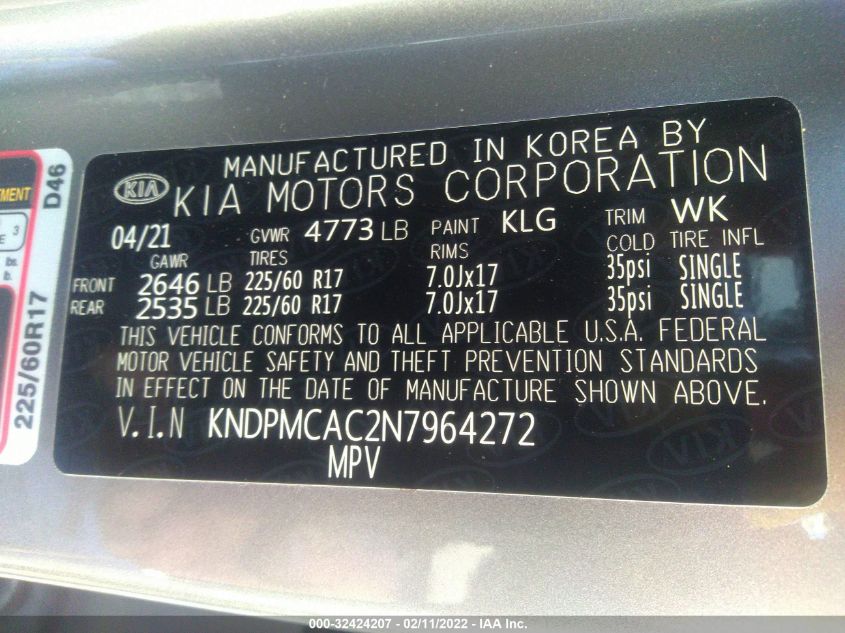 MANUFACTURED IN KOREA BY
KIA KIA MOTORS CORPORATION
04/21 GVWR 4773 LB PAINT KLG TRIM WK
GAWR TIRES RIMS COLD TIRE INFL
FRONT 2646 LB 225/60 R17 7.0Jx17 35psi SINGLE
REAR 2535 LB 225/60 R17 7.0Jx17 35psi SINGLE
THIS VEHICLE CONFORMS TO ALL APPLICABLE U.S.A. FEDERAL
MOTOR VEHICLE SAFETY AND THEFT PREVENTION STANDARDS
IN EFFECT ON THE DATE OF MANUFACTURE SHOWN ABOVE.
V.I.N KNDPMCAC2N7964272
MPV
225/60R17 D46
3
E
lbs.
b.
000-32424207 - 02/11/2022 - IAA Inc.